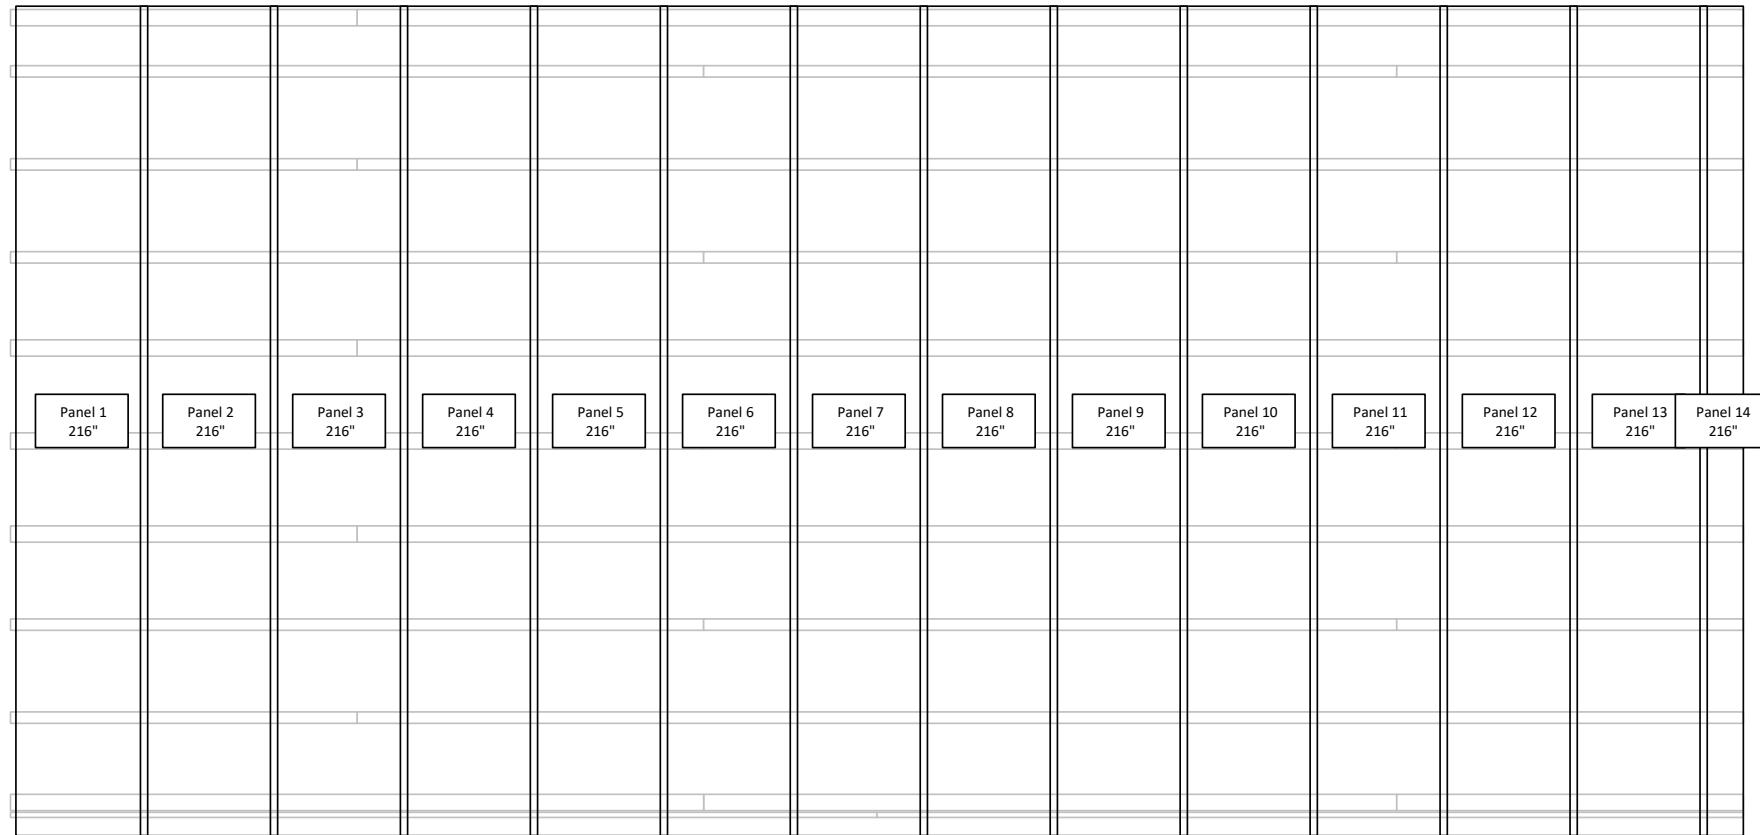 Panel 1
216"
Panel 2
216"
Panel 3
216"
Panel 4
216"
Panel 5
216"
Panel 6
216"
Panel 7
216"
Panel 8
216"
Panel 9
216"
Panel 10
216"
Panel 11
216"
Panel 12
216"
Panel 13
216"
Panel 14
216"